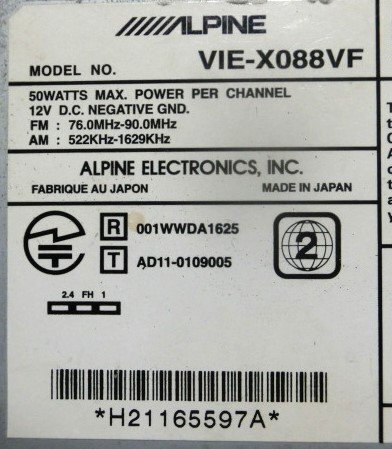 ALPINE
MODEL NO. VIE-X088VF
50WATTS MAX. POWER PER CHANNEL
12V D.C. NEGATIVE GND.
FM : 76.0MHz-90.0MHz
AM : 522KHz-1629KHz
ALPINE ELECTRONICS, INC.
FABRIQUÉ AU JAPON MADE IN JAPAN
R 001WWDA1625
T AD11-0109005
2
2.4 FH 1
*H21165597A*